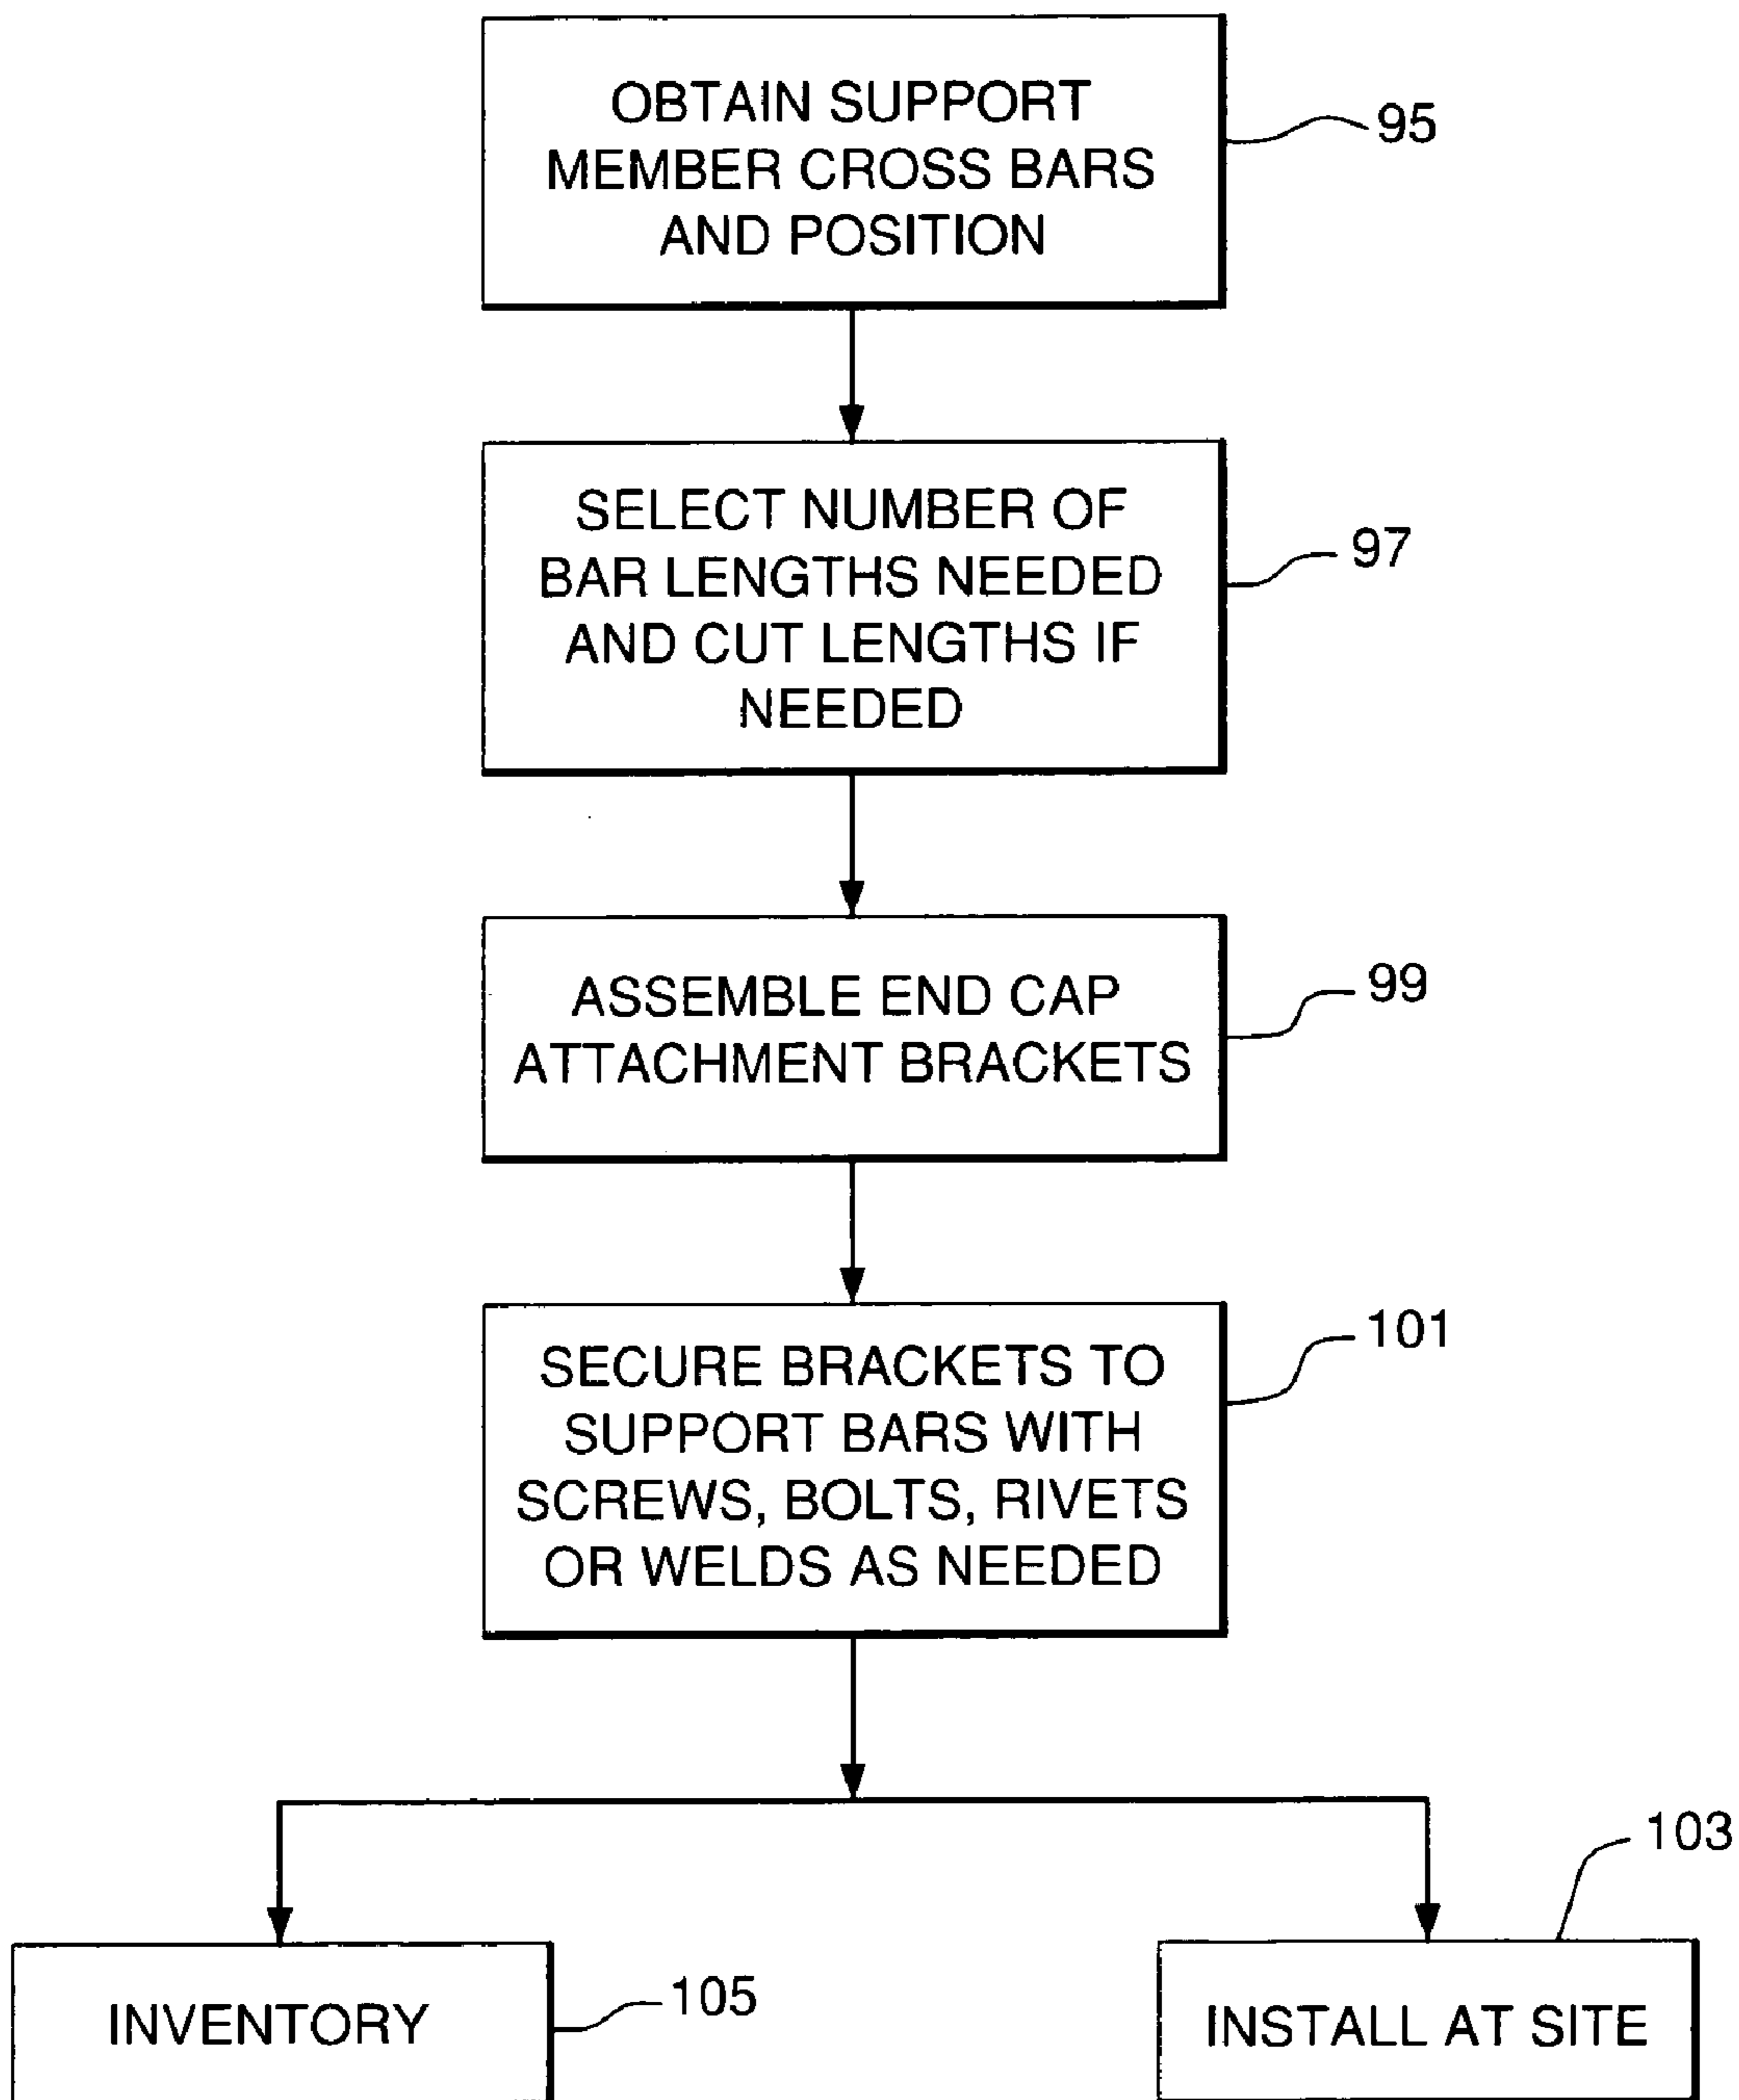 OBTAIN SUPPORT
MEMBER CROSS BARS
AND POSITION
95
SELECT NUMBER OF
BAR LENGTHS NEEDED
AND CUT LENGTHS IF
NEEDED
97
ASSEMBLE END CAP
ATTACHMENT BRACKETS
99
SECURE BRACKETS TO
SUPPORT BARS WITH
SCREWS, BOLTS, RIVETS
OR WELDS AS NEEDED
101
INVENTORY
105
INSTALL AT SITE
103